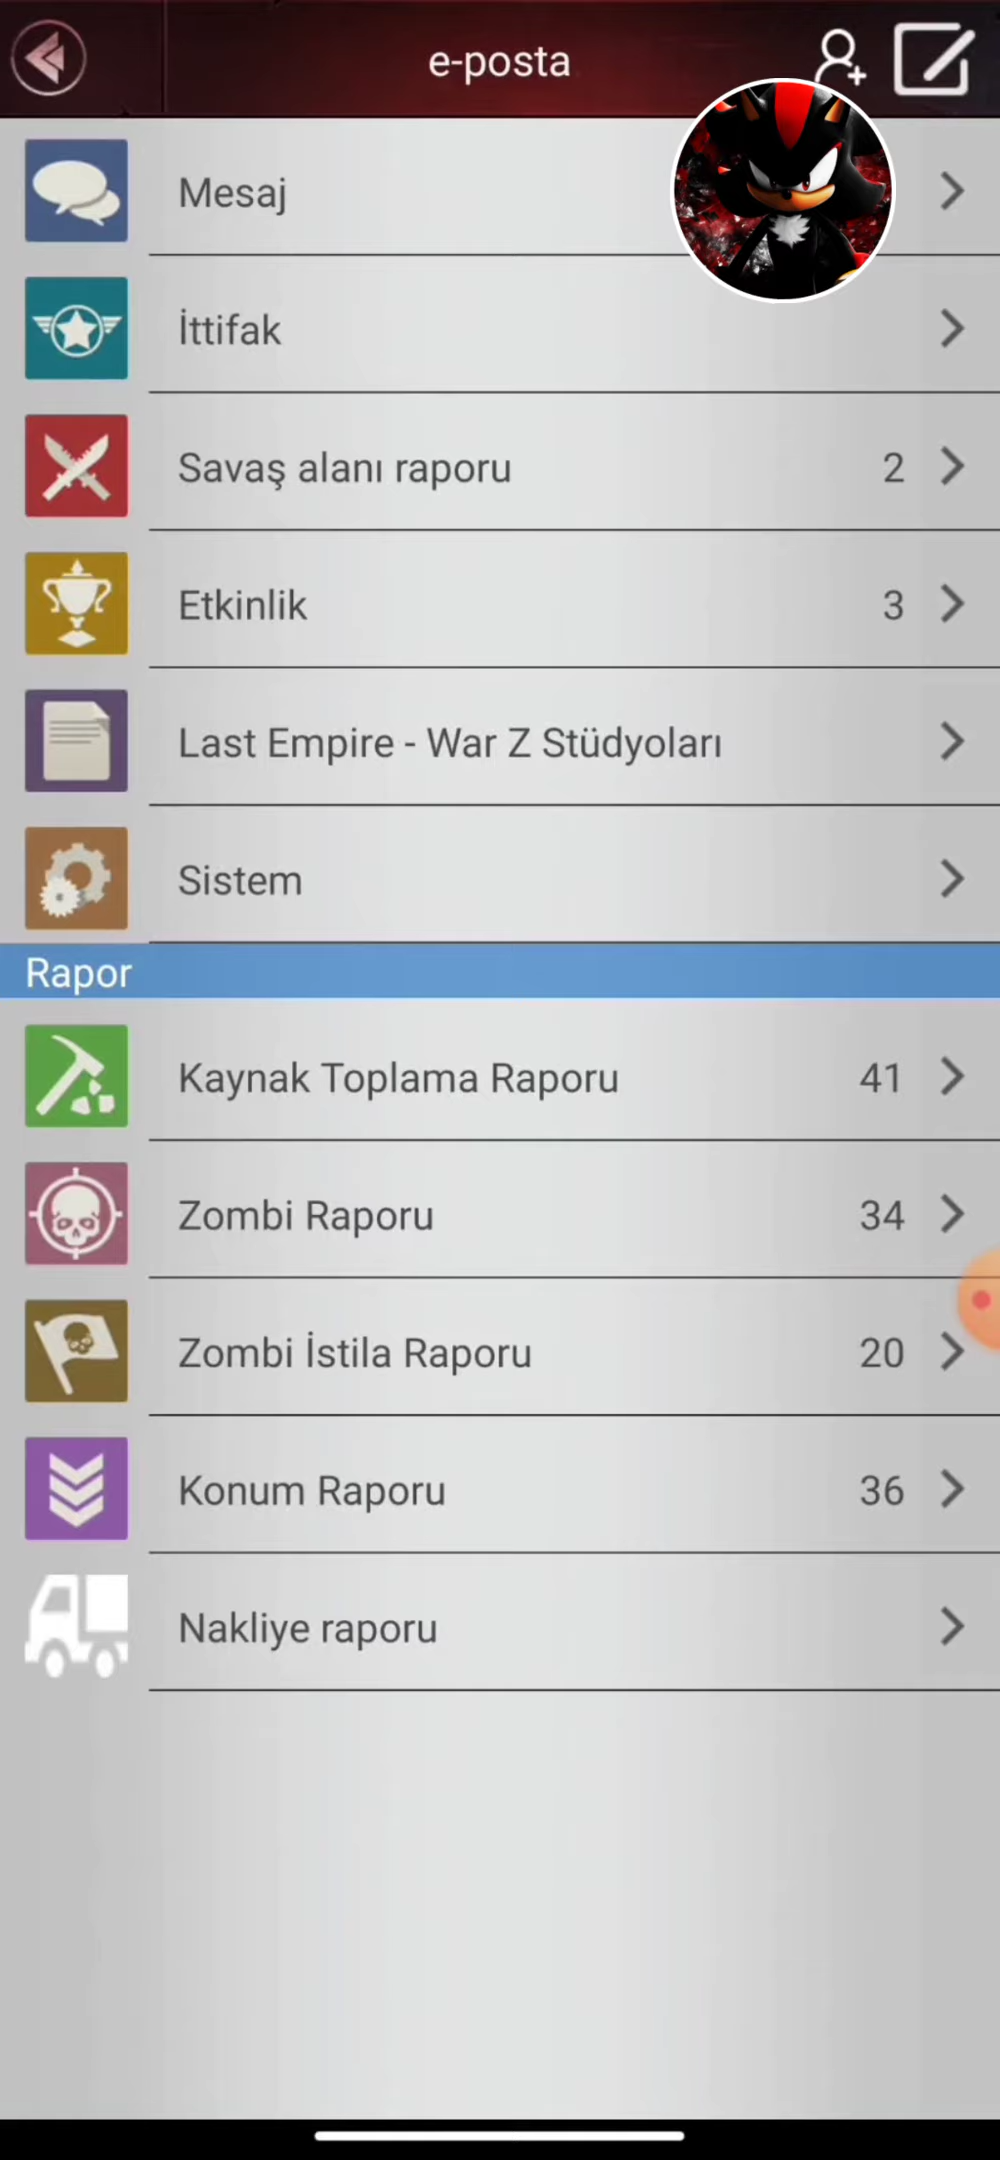 e-posta
Mesaj
İttifak
Savaş alanı raporu 2
Etkinlik 3
Last Empire - War Z Stüdyoları
Sistem
Rapor
Kaynak Toplama Raporu 41
Zombi Raporu 34
Zombi İstila Raporu 20
Konum Raporu 36
Nakliye raporu